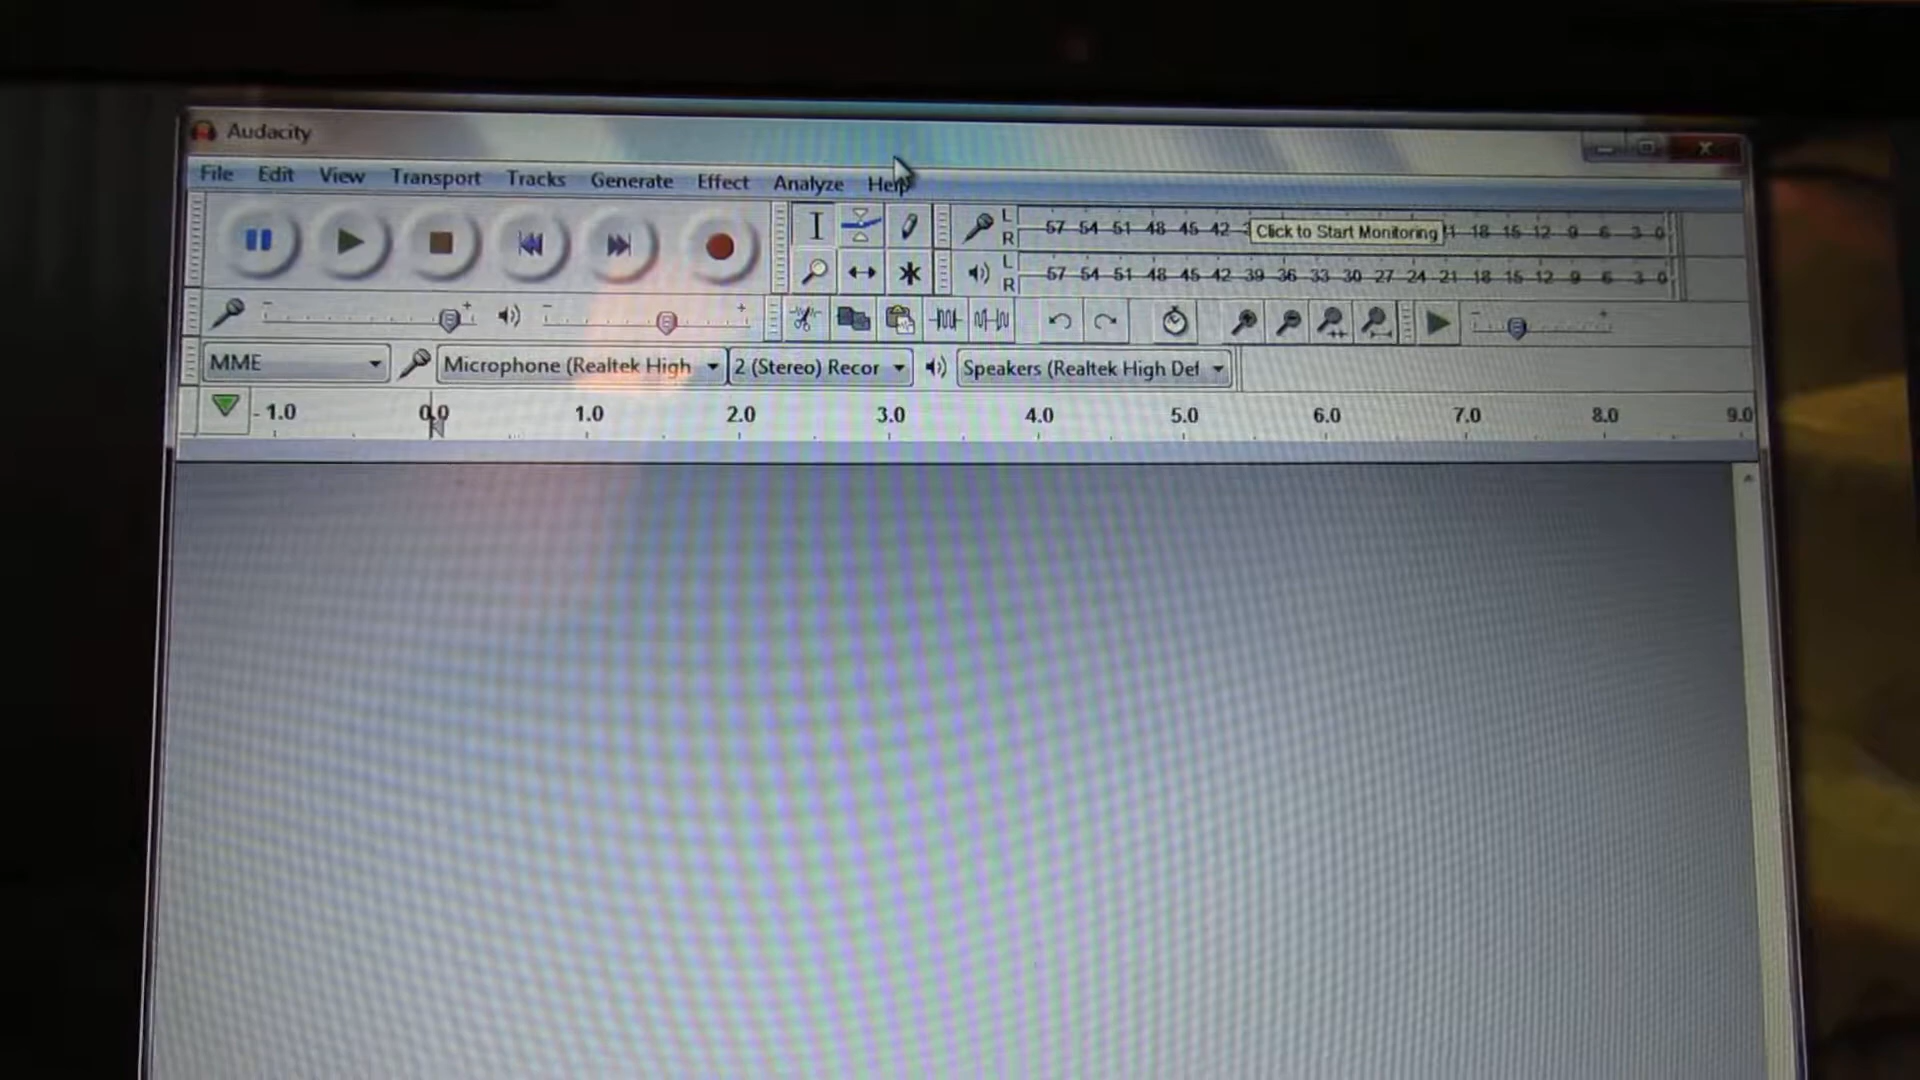 Audacity
File Edit View Transport Tracks Generate Effect Analyze Help
L
R
57 54 51 48 45 42 Click to Start Monitoring 18 15 12 9 6 3 0
L
R
57 54 51 48 45 42 39 36 33 30 27 24 21 18 15 12 9 6 3 0
MME Microphone (Realtek High 2 (Stereo) Recor Speakers (Realtek High Def
- 1.0 0.0 1.0 2.0 3.0 4.0 5.0 6.0 7.0 8.0 9.0